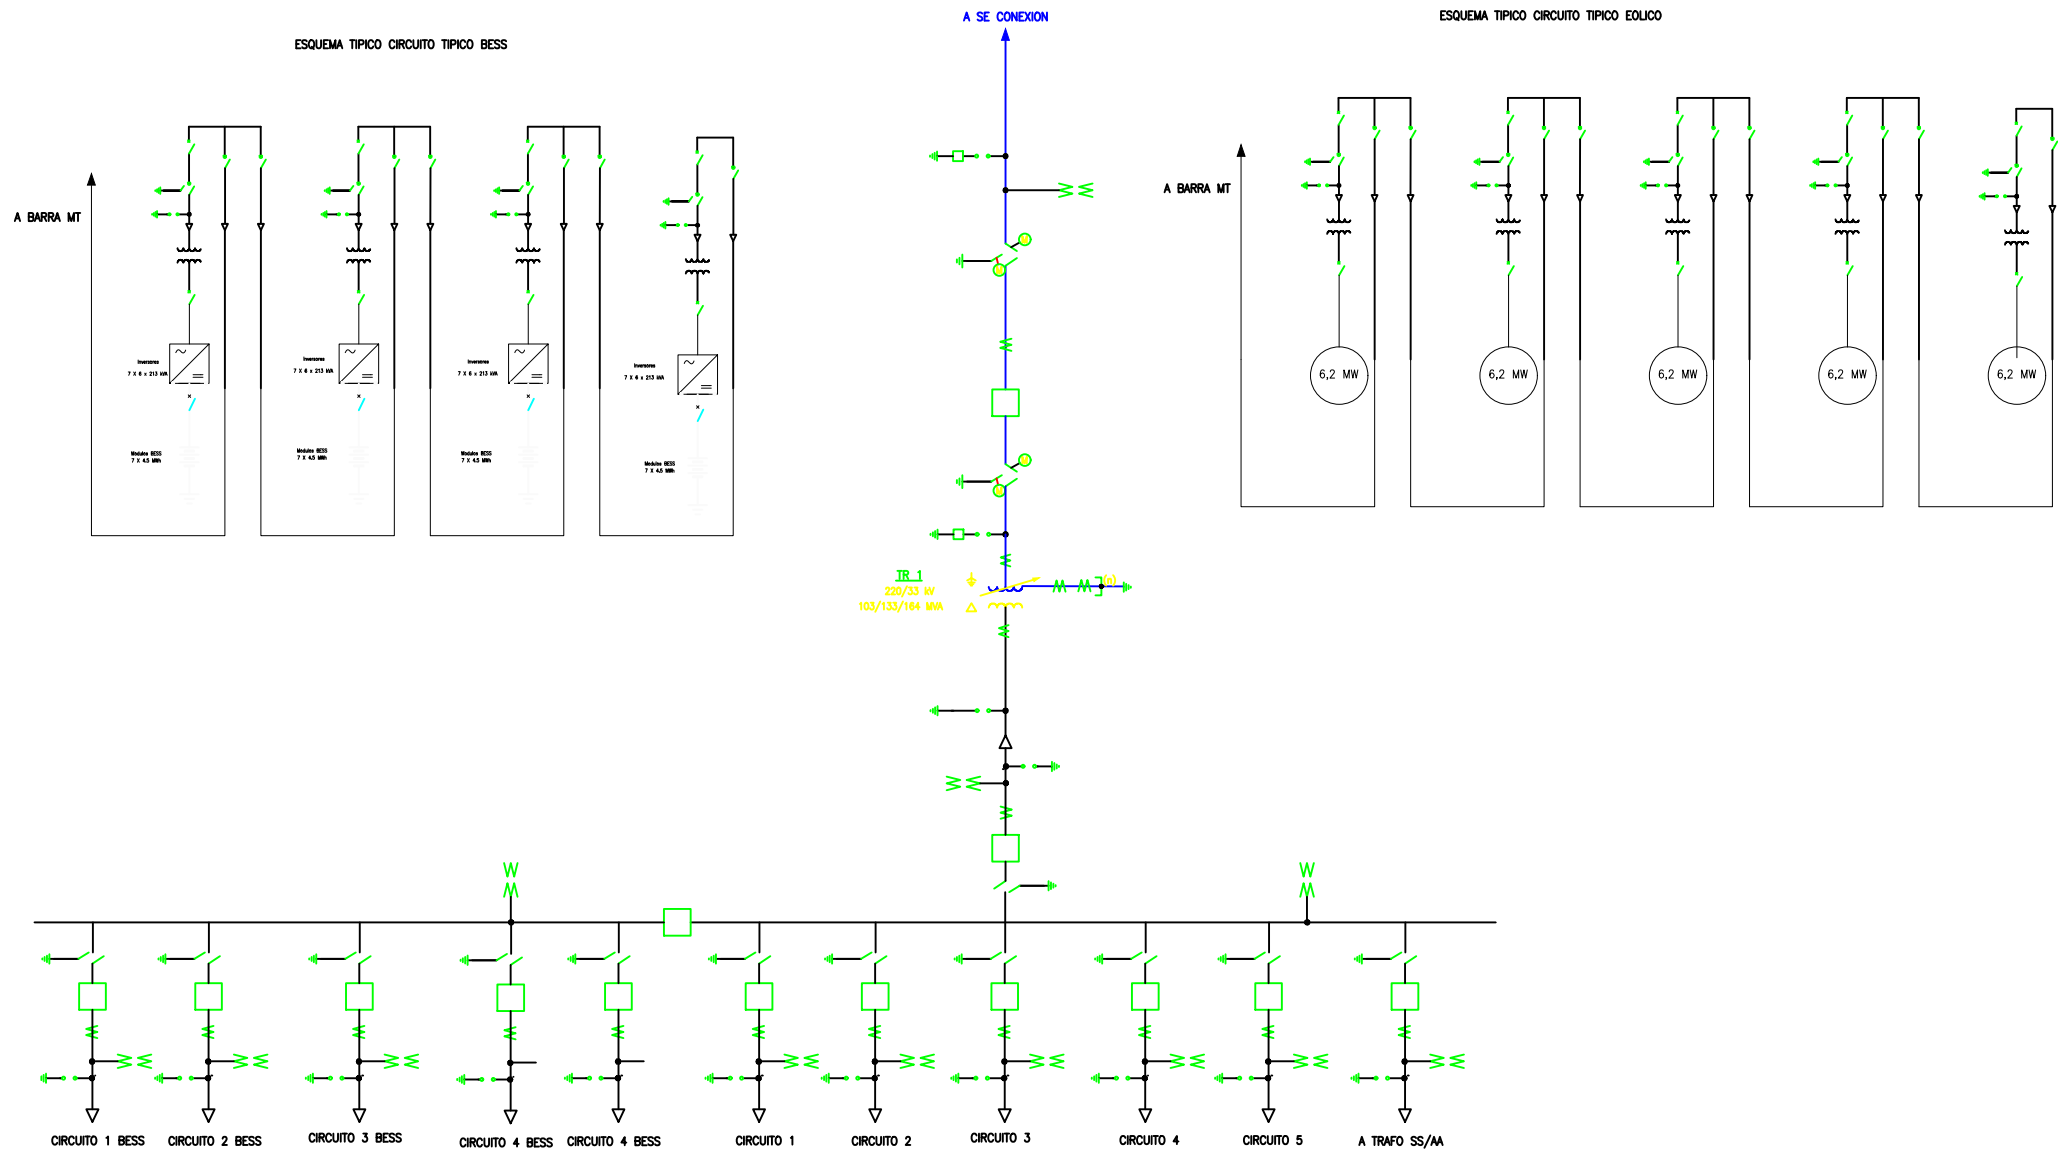 A SE CONEXION
ESQUEMA TIPICO CIRCUITO TIPICO EOLICO
ESQUEMA TIPICO CIRCUITO TIPICO BESS
A BARRA MT
A BARRA MT
Inversores
7 X 6 x 213 kVA
Inversores
7 X 6 x 213 kVA
Inversores
7 X 6 x 213 kVA
Inversores
7 X 6 x 213 kVA
6,2 MW
6,2 MW
6,2 MW
6,2 MW
6,2 MW
Modulos BESS
7 X 4.5 MWh
Modulos BESS
7 X 4.5 MWh
Modulos BESS
7 X 4.5 MWh
Modulos BESS
7 X 4.5 MWh
TR 1
220/33 kV
103/133/164 MVA
CIRCUITO 1 BESS
CIRCUITO 2 BESS
CIRCUITO 3 BESS
CIRCUITO 4 BESS
CIRCUITO 4 BESS
CIRCUITO 1
CIRCUITO 2
CIRCUITO 3
CIRCUITO 4
CIRCUITO 5
A TRAFO SS/AA